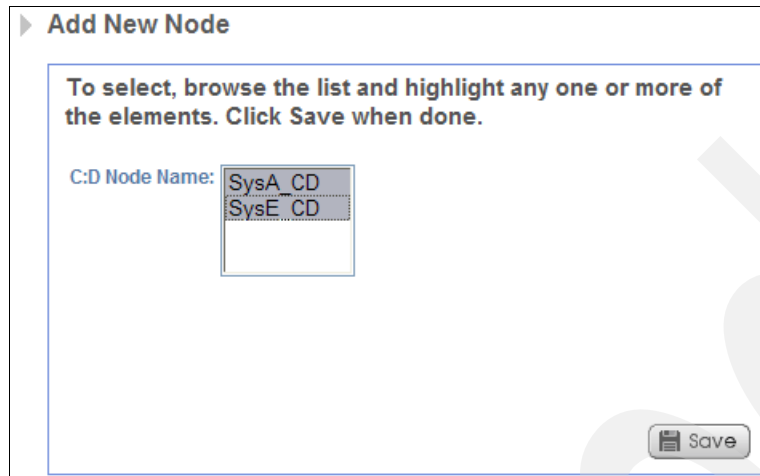 Add New Node
To select, browse the list and highlight any one or more of
the elements. Click Save when done.
C:D Node Name:
SysA_CD
SysE_CD
Save